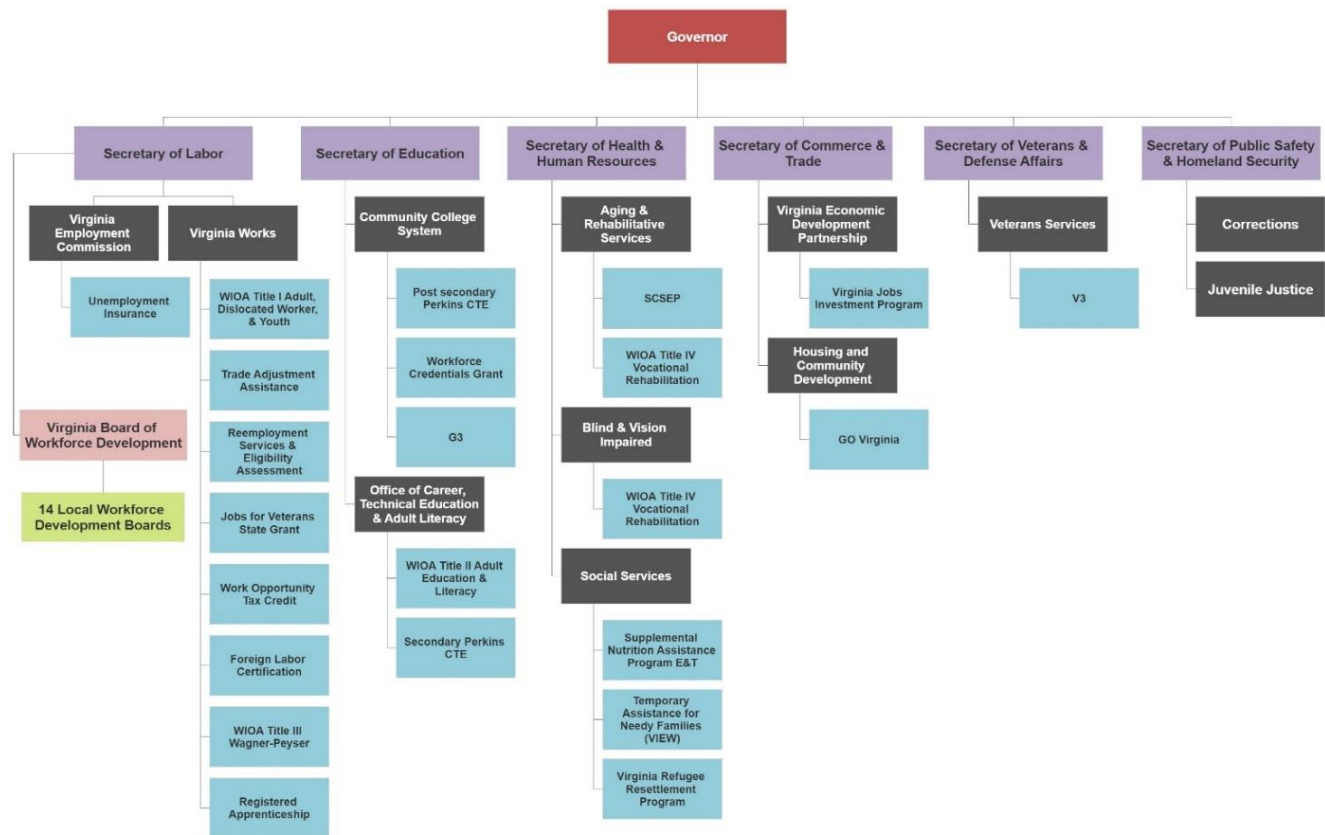 Governor
Secretary of Labor
Secretary of Education
Secretary of Health &
Human Resources
Secretary of Commerce &
Trade
Secretary of Veterans &
Defense Affairs
Secretary of Public Safety
& Homeland Security
Virginia
Employment
Commission
Virginia Works
Unemployment
Insurance
WIOA Title I Adult,
Dislocated Worker,
& Youth
Trade Adjustment
Assistance
Reemployment
Services &
Eligibility
Assessment
Jobs for Veterans
State Grant
Work Opportunity
Tax Credit
Foreign Labor
Certification
WIOA Title III
Wagner-Peyser
Registered
Apprenticeship
Virginia Board of
Workforce Development
14 Local Workforce
Development Boards
Community College
System
Post secondary
Perkins CTE
Workforce
Credentials Grant
G3
Office of Career,
Technical Education
& Adult Literacy
WIOA Title II Adult
Education &
Literacy
Secondary Perkins
CTE
Aging &
Rehabilitative
Services
SCSEP
WIOA Title IV
Vocational
Rehabilitation
Blind & Vision
Impaired
WIOA Title IV
Vocational
Rehabilitation
Social Services
Supplemental
Nutrition Assistance
Program E&T
Temporary
Assistance for
Needy Families
(VIEW)
Virginia Refugee
Resettlement
Program
Virginia Economic
Development
Partnership
Virginia Jobs
Investment Program
Housing and
Community
Development
GO Virginia
Veterans Services
V3
Corrections
Juvenile Justice